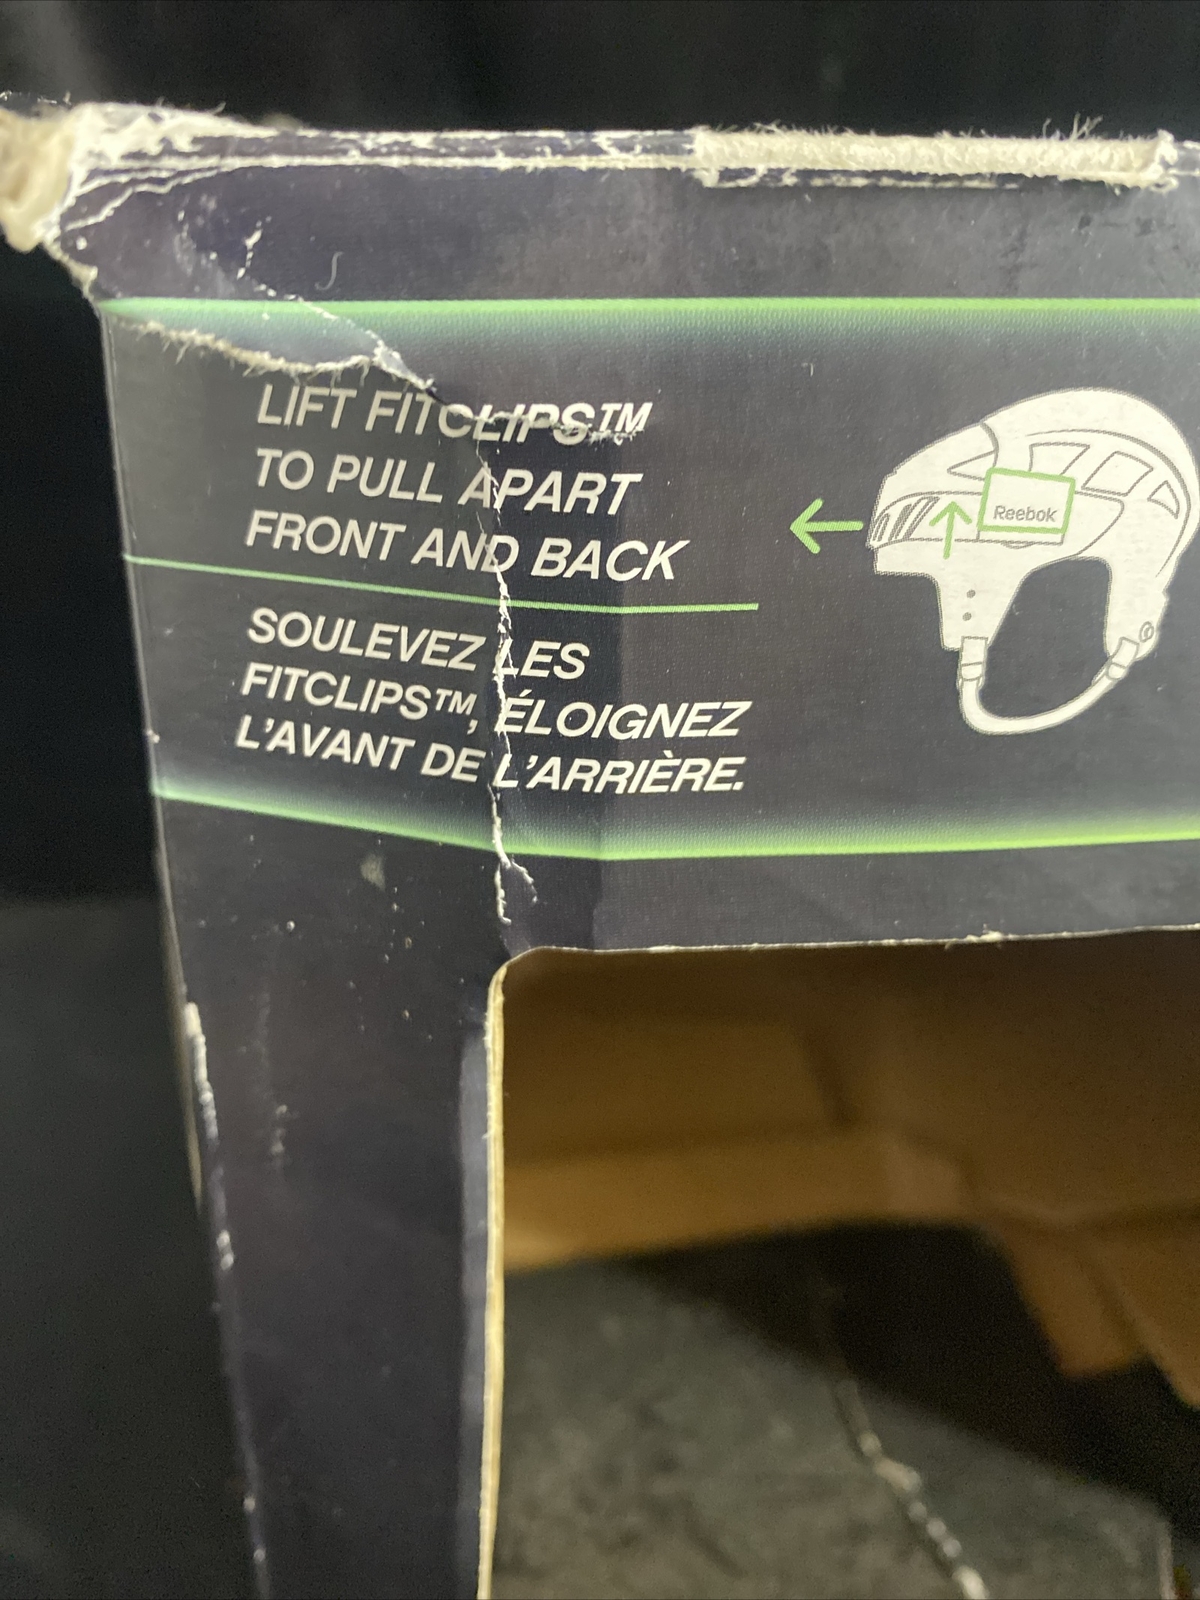 LIFT FITCLIPS™
TO PULL APART
FRONT AND BACK
SOULEVEZ LES
FITCLIPS™, ÉLOIGNEZ
L'AVANT DE L'ARRIÈRE.
Reebok